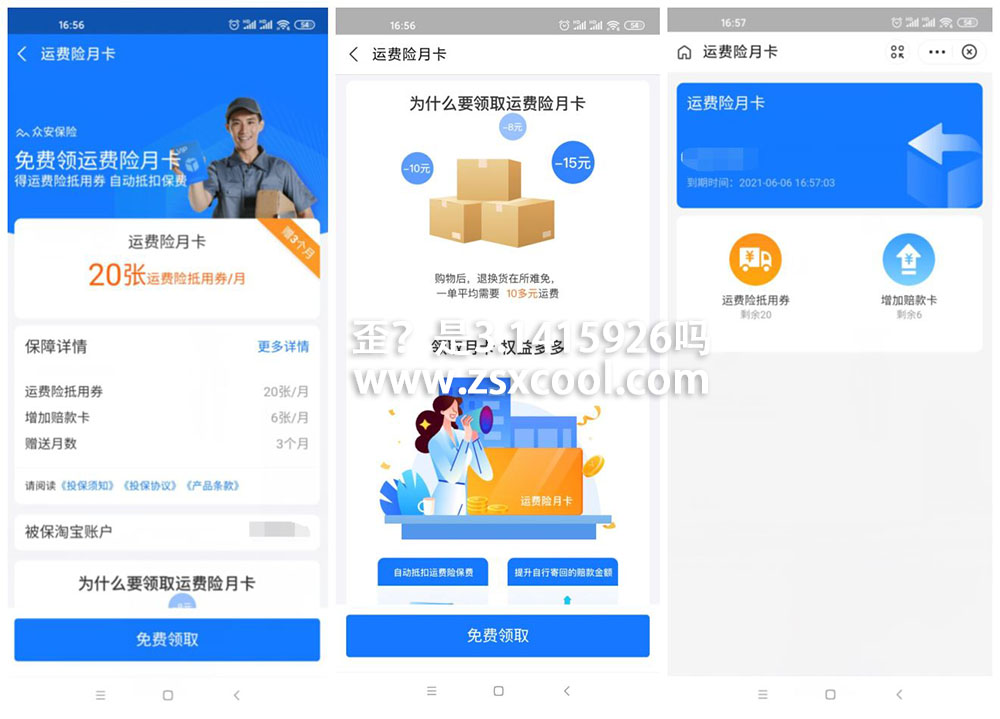 16:56
54
运费险月卡
众安保险
免费领运费险月卡
得运费险抵用券 自动抵扣保费
赠3个月
运费险月卡
20张运费险抵用券/月
保障详情
更多详情
运费险抵用券
20张/月
增加赔款卡
6张/月
赠送月数
3个月
请阅读《投保须知》《投保协议》《产品条款》
被保淘宝账户
为什么要领取运费险月卡
-8元
免费领取
16:56
54
运费险月卡
为什么要领取运费险月卡
-8元
-10元
-15元
购物后，退换货在所难免，
一单平均需要 10多元运费
领取月卡 权益多多
运费险月卡
自动抵扣运费险保费
提升自行寄回的赔款金额
免费领取
16:57
54
运费险月卡
运费险月卡
到期时间：2021-06-06 16:57:03
运费险抵用券
剩余20
增加赔款卡
剩余6
歪？是3.1415926吗
www.zsxcool.com